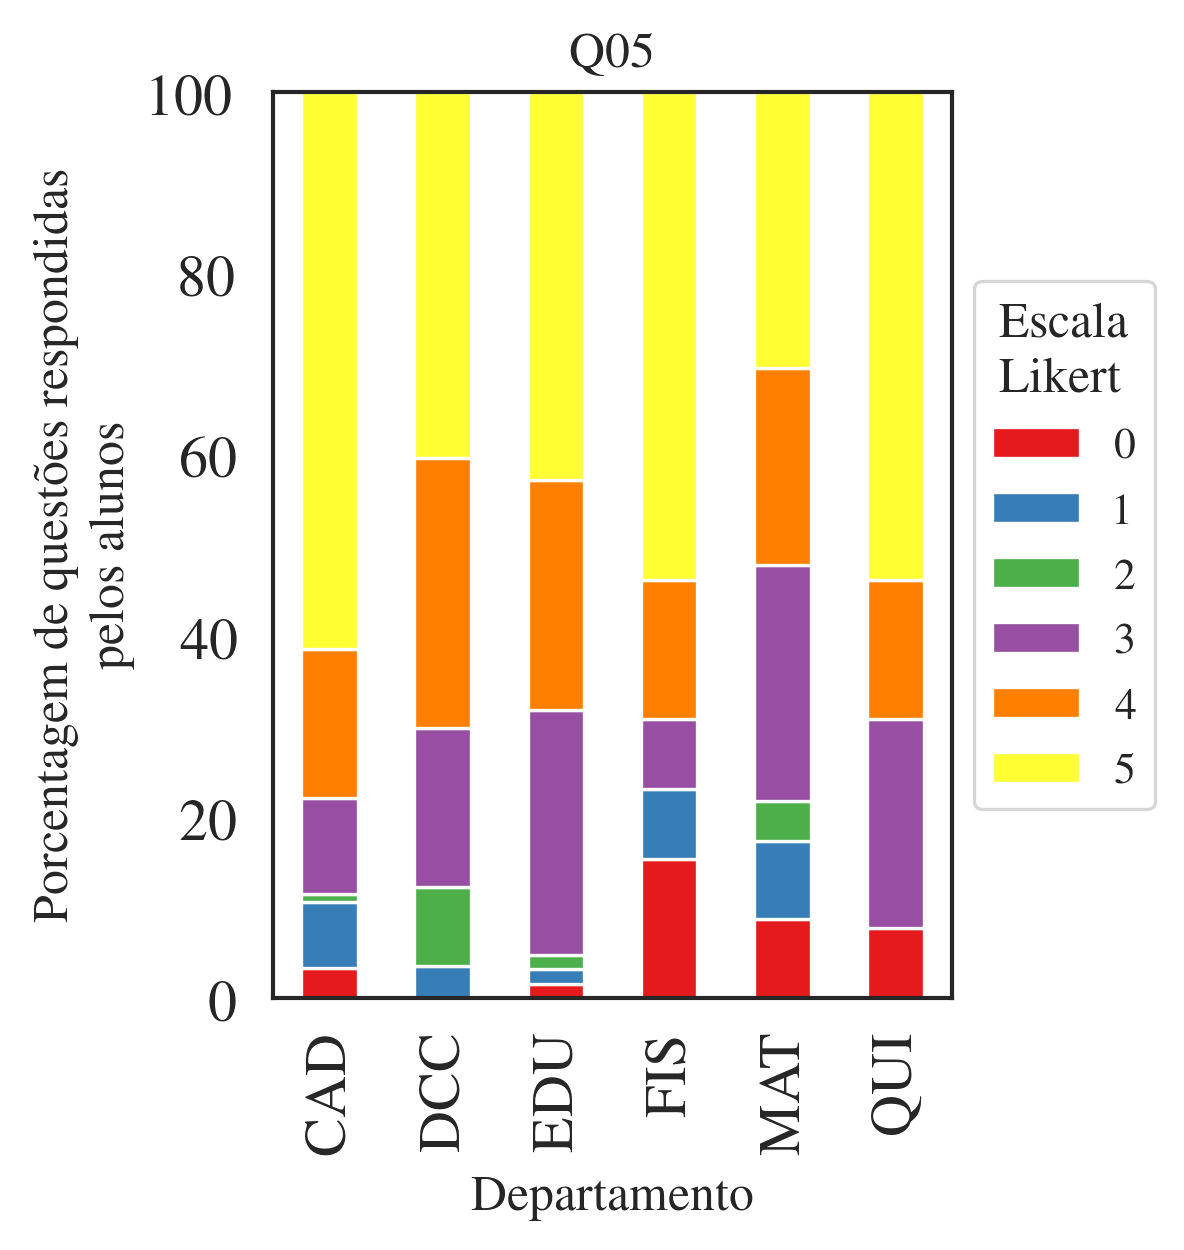 Q05
Porcentagem de questões respondidas
pelos alunos
100
80
60
40
20
0
CAD
DCC
EDU
FIS
MAT
QUI
Departamento
Escala
Likert
0
1
2
3
4
5